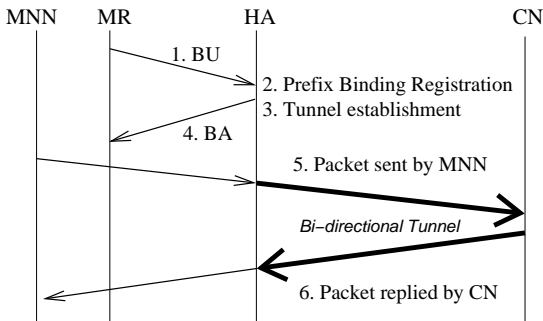 MNN MR HA CN
1. BU
2. Prefix Binding Registration
3. Tunnel establishment
4. BA
5. Packet sent by MNN
Bi-directional Tunnel
6. Packet replied by CN